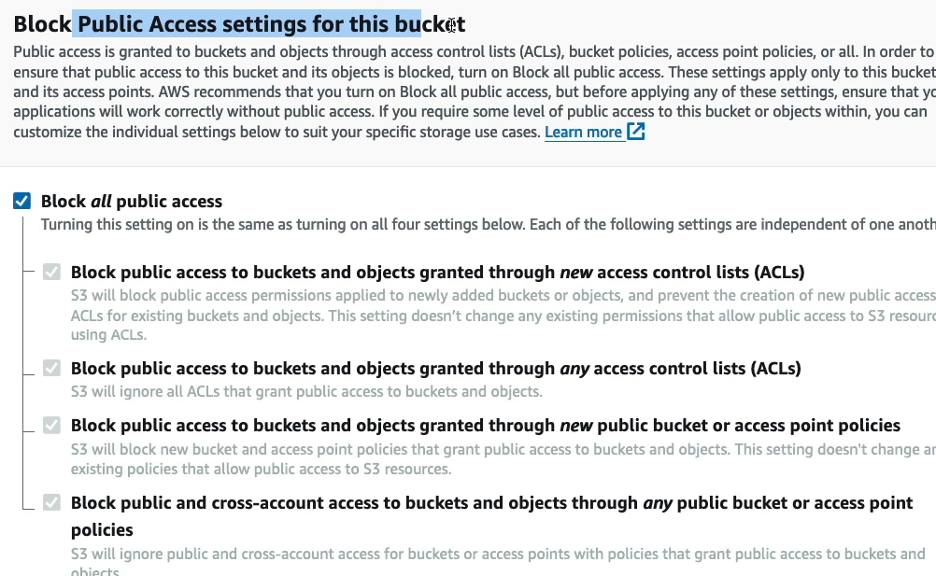 Block Public Access settings for this bucket
Public access is granted to buckets and objects through access control lists (ACLs), bucket policies, access point policies, or all. In order to
ensure that public access to this bucket and its objects is blocked, turn on Block all public access. These settings apply only to this bucket
and its access points. AWS recommends that you turn on Block all public access, but before applying any of these settings, ensure that yo
applications will work correctly without public access. If you require some level of public access to this bucket or objects within, you can
customize the individual settings below to suit your specific storage use cases. Learn more
Block all public access
Turning this setting on is the same as turning on all four settings below. Each of the following settings are independent of one anoth
Block public access to buckets and objects granted through new access control lists (ACLs)
S3 will block public access permissions applied to newly added buckets or objects, and prevent the creation of new public access
ACLs for existing buckets and objects. This setting doesn't change any existing permissions that allow public access to S3 resourc
using ACLs.
Block public access to buckets and objects granted through any access control lists (ACLs)
S3 will ignore all ACLs that grant public access to buckets and objects.
Block public access to buckets and objects granted through new public bucket or access point policies
S3 will block new bucket and access point policies that grant public access to buckets and objects. This setting doesn't change an
existing policies that allow public access to S3 resources.
Block public and cross-account access to buckets and objects through any public bucket or access point
policies
S3 will ignore public and cross-account access for buckets or access points with policies that grant public access to buckets and
objects.